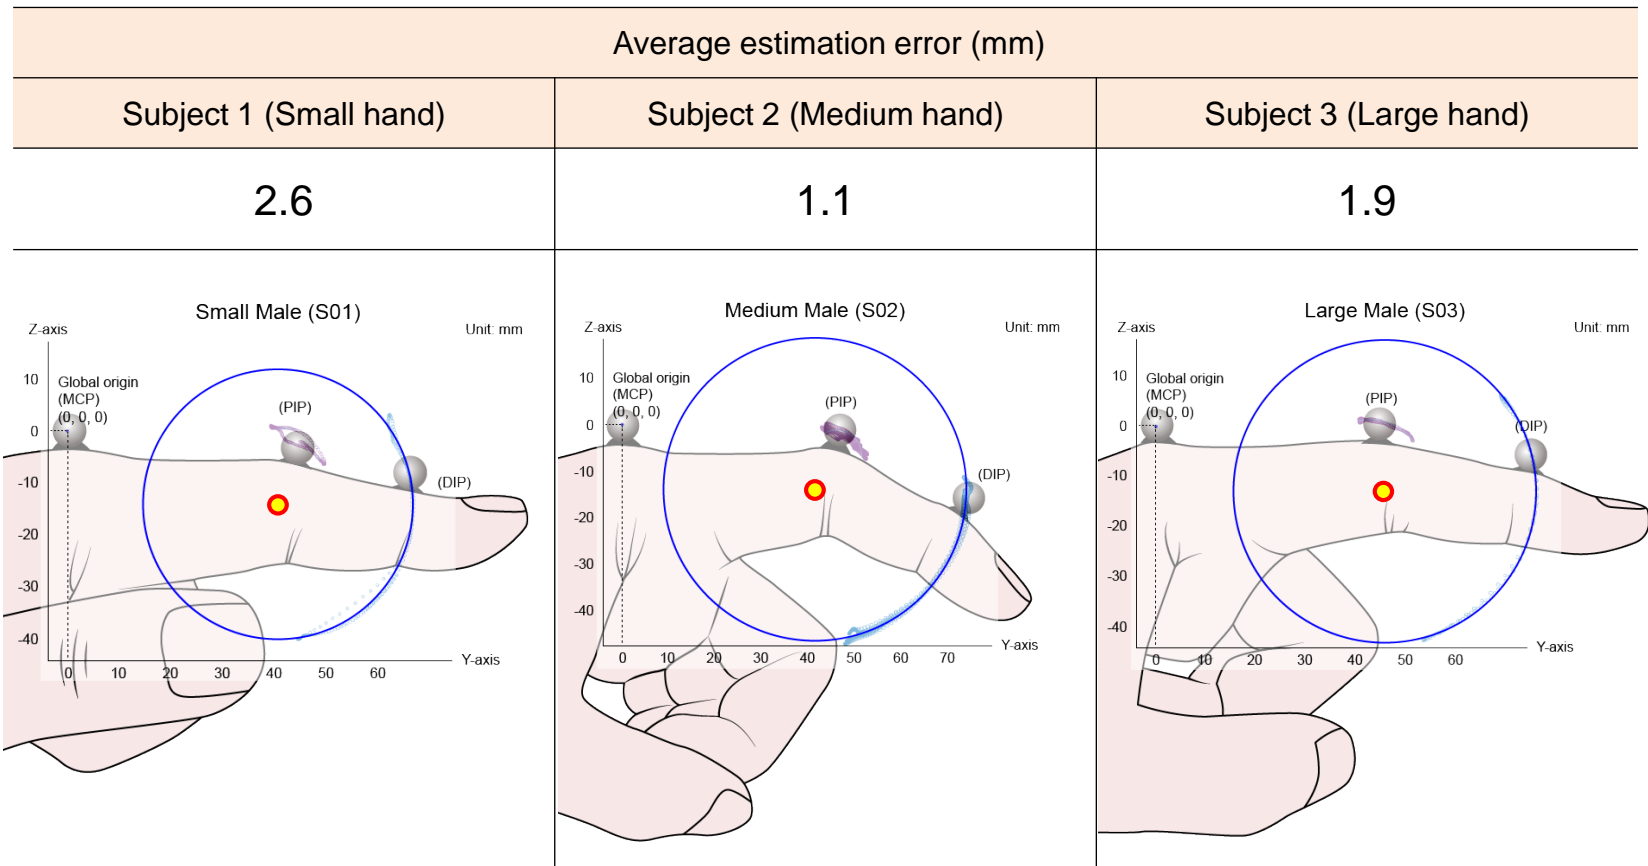 Average estimation error (mm)
Subject 1 (Small hand)
Subject 2 (Medium hand)
Subject 3 (Large hand)
2.6
1.1
1.9
Small Male (S01)
Z-axis
Unit: mm
10
0
-10
-20
-30
-40
Global origin
(MCP)
(0, 0, 0)
(PIP)
(DIP)
0 10 20 30 40 50 60
Y-axis
Medium Male (S02)
Z-axis
Unit: mm
10
0
-10
-20
-30
-40
Global origin
(MCP)
(0, 0, 0)
(PIP)
(DIP)
0 10 20 30 40 50 60 70
Y-axis
Large Male (S03)
Z-axis
Unit: mm
10
0
-10
-20
-30
-40
Global origin
(MCP)
(0, 0, 0)
(PIP)
(DIP)
0 10 20 30 40 50 60
Y-axis